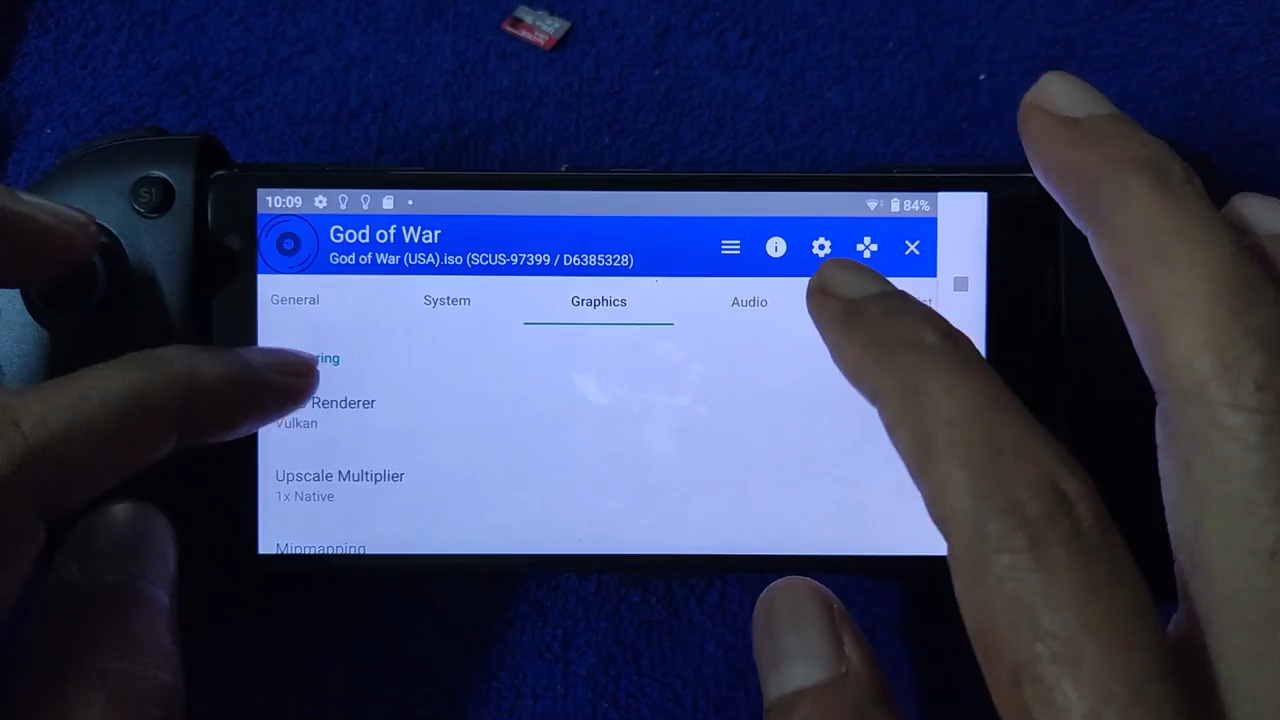 S1
10:09
84%
God of War
God of War (USA).iso (SCUS-97399 / D6385328)
General System Graphics Audio
Renderer
Vulkan
Upscale Multiplier
1x Native
Mipmapping